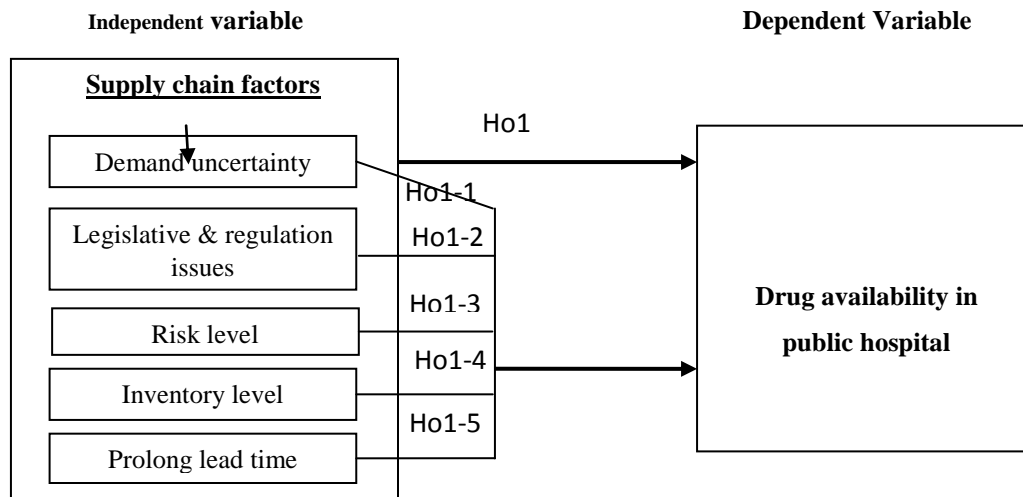 Independent variable
Dependent Variable
Supply chain factors
Demand uncertainty
Legislative & regulation
issues
Risk level
Inventory level
Prolong lead time
Ho1
Ho1-1
Ho1-2
Ho1-3
Ho1-4
Ho1-5
Drug availability in
public hospital